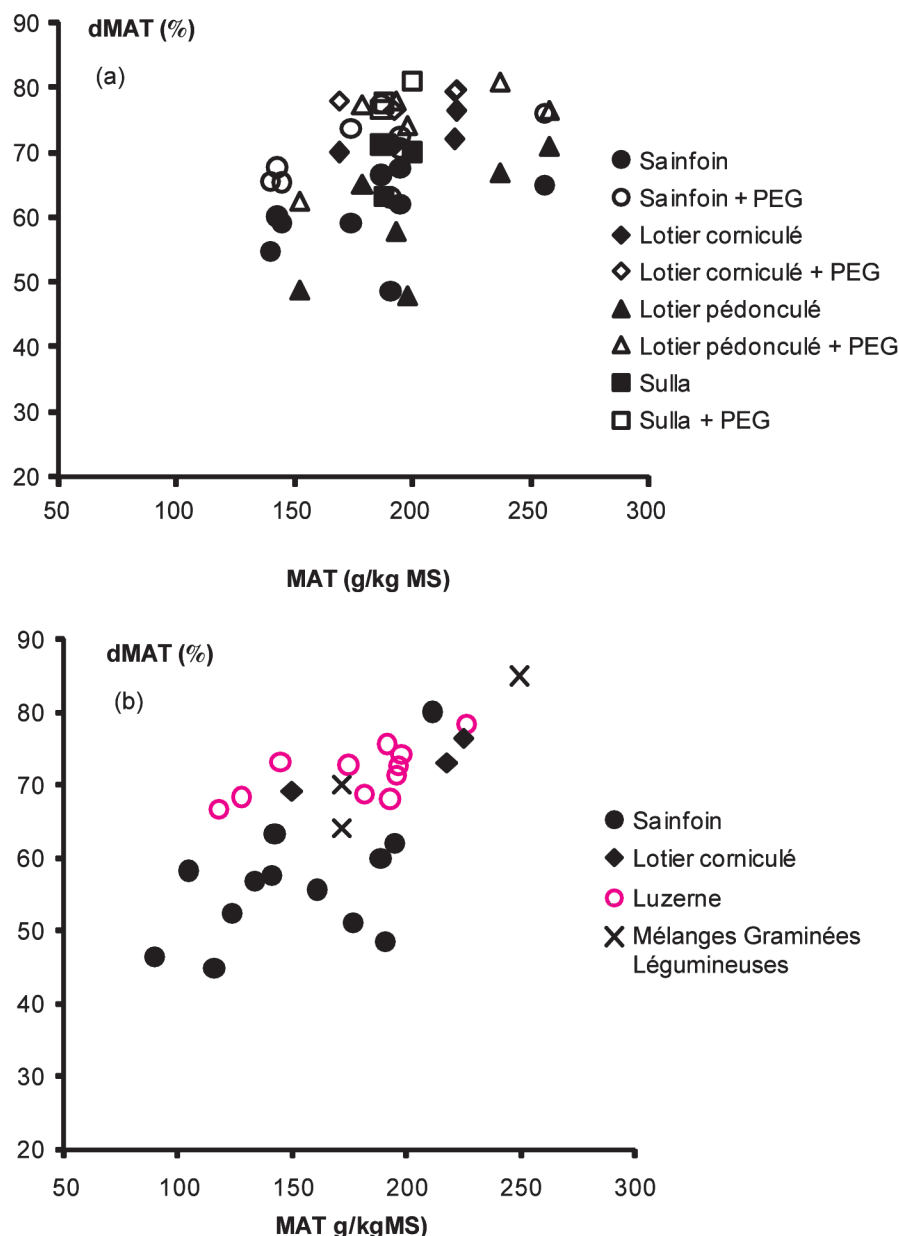 dMAT (%)
(a)
90
80
70
60
50
40
30
20
50
100
150
200
250
300
MAT (g/kg MS)
Sainfoin
Sainfoin + PEG
Lotier corniculé
Lotier corniculé + PEG
Lotier pédonculé
Lotier pédonculé + PEG
Sulla
Sulla + PEG
dMAT (%)
(b)
90
80
70
60
50
40
30
20
50
100
150
200
250
300
MAT g/kgMS)
Sainfoin
Lotier corniculé
Luzerne
Mélanges Graminées
Légumineuses